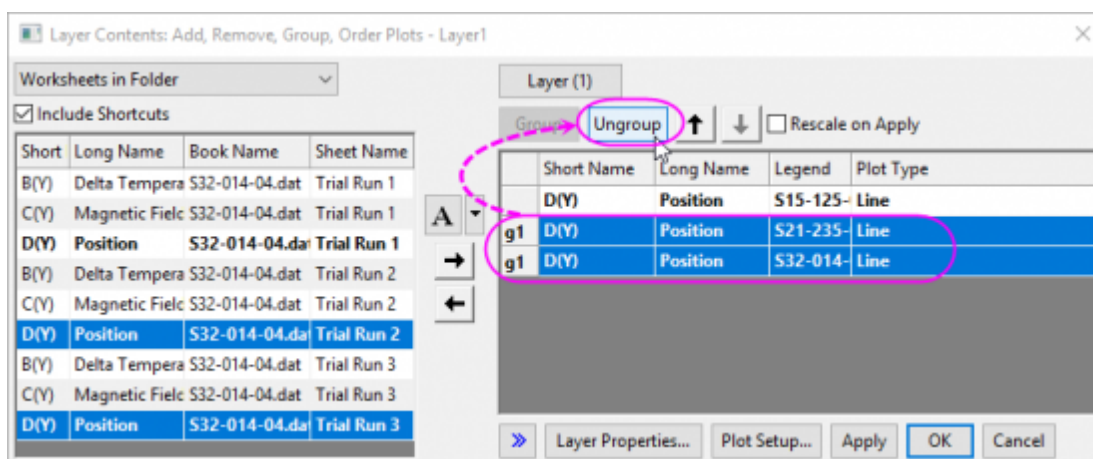 Layer Contents: Add, Remove, Group, Order Plots - Layer1
Worksheets in Folder
Include Shortcuts
Short Long Name Book Name Sheet Name
B(Y) Delta Tempera S32-014-04.dat Trial Run 1
C(Y) Magnetic Fielc S32-014-04.dat Trial Run 1
D(Y) Position S32-014-04.da Trial Run 1
B(Y) Delta Tempera S32-014-04.dat Trial Run 2
C(Y) Magnetic Fielc S32-014-04.dat Trial Run 2
D(Y) Position S32-014-04.da Trial Run 2
B(Y) Delta Tempera S32-014-04.dat Trial Run 3
C(Y) Magnetic Fielc S32-014-04.dat Trial Run 3
D(Y) Position S32-014-04.da Trial Run 3
A
Layer (1)
Group Ungroup Rescale on Apply
Short Name Long Name Legend Plot Type
D(Y) Position S15-125- Line
g1 D(Y) Position S21-235- Line
g1 D(Y) Position S32-014- Line
Layer Properties... Plot Setup... Apply OK Cancel